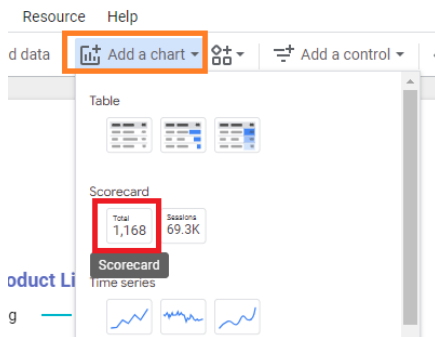 Resource Help
d data Add a chart Add a control
Table
Scorecard
Total
1,168
Sessions
69.3K
Scorecard
oduct Li
Time series
g